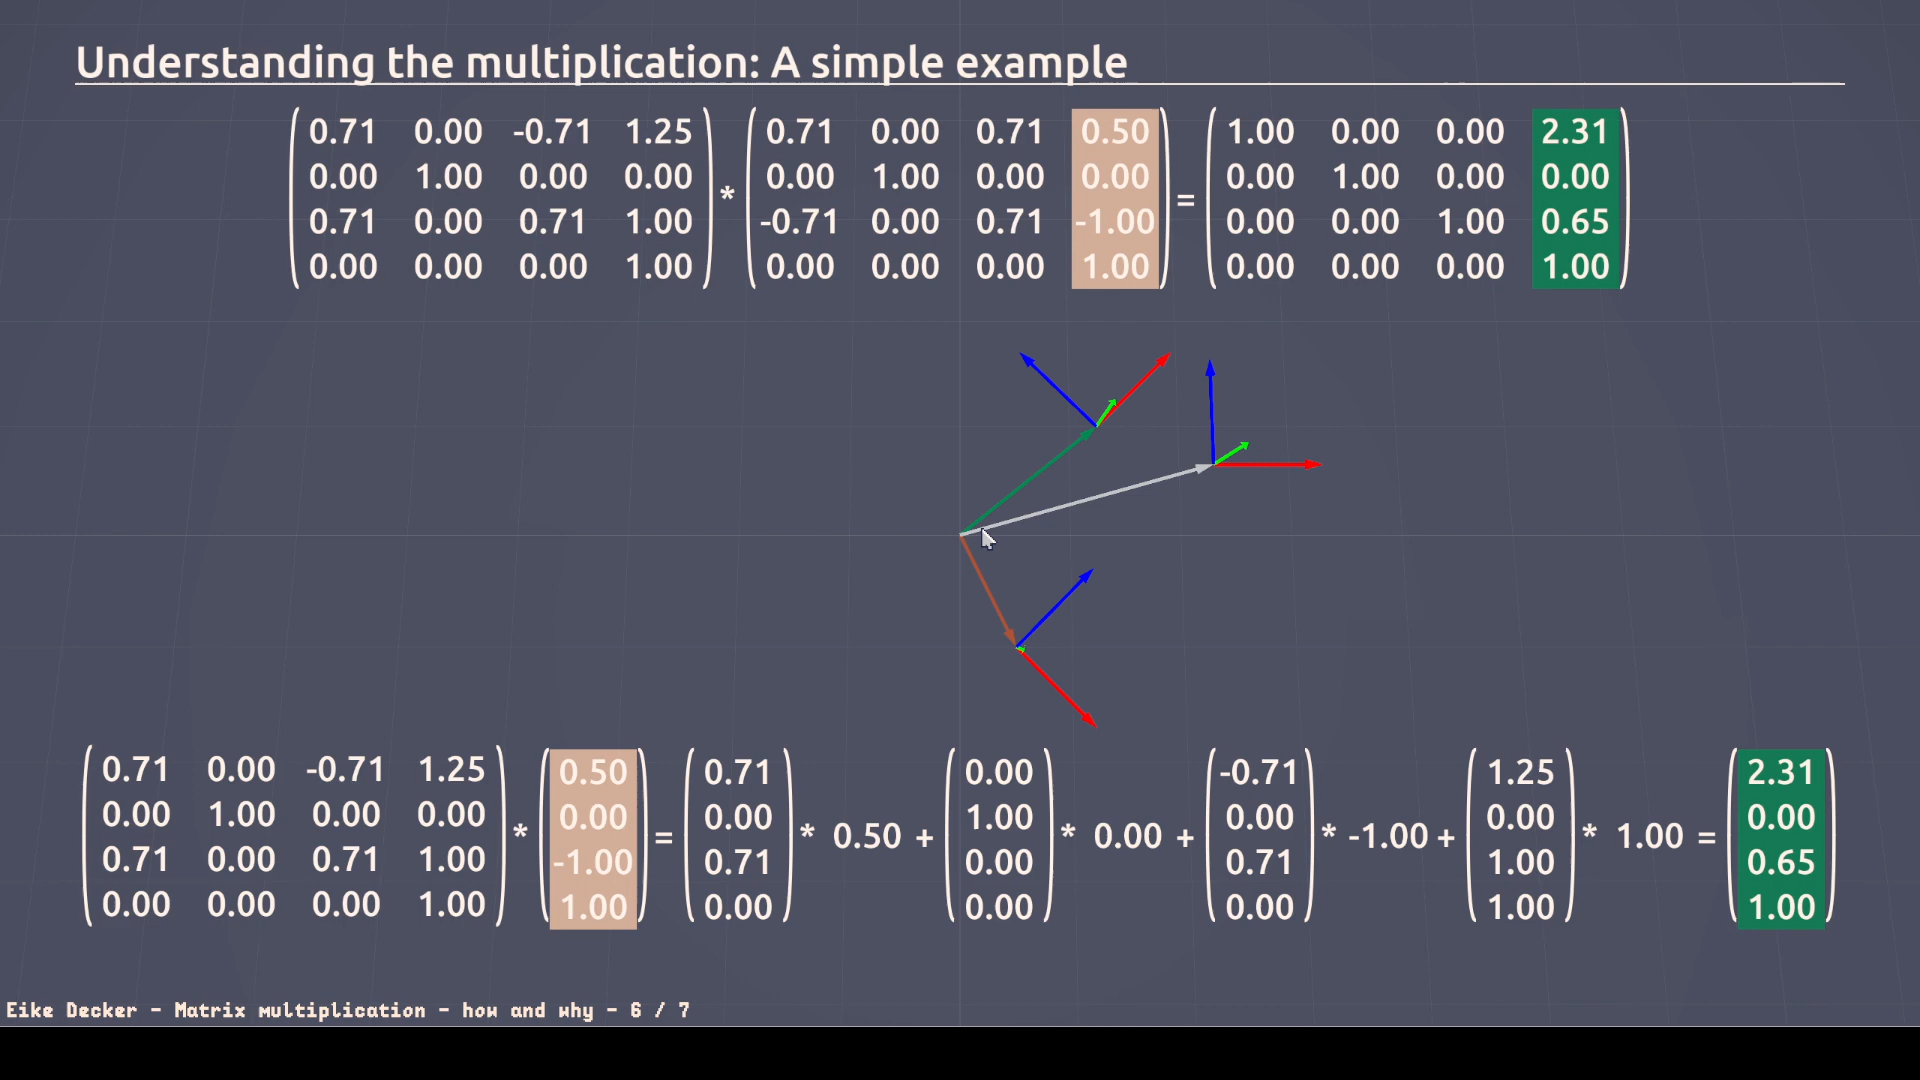 Understanding the multiplication: A simple example
0.71 0.00 -0.71 1.25 0.71 0.00 0.71 0.50 1.00 0.00 0.00 2.31
0.00 1.00 0.00 0.00 * 0.00 1.00 0.00 0.00 = 0.00 1.00 0.00 0.00
0.71 0.00 0.71 1.00 -0.71 0.00 0.71 -1.00 0.00 0.00 1.00 0.65
0.00 0.00 0.00 1.00 0.00 0.00 0.00 1.00 0.00 0.00 0.00 1.00
0.71 0.00 -0.71 1.25 0.50 0.71 0.00 -0.71 1.25 2.31
0.00 1.00 0.00 0.00 * 0.00 = 0.00 * 0.50 + 1.00 * 0.00 + 0.00 * -1.00 + 0.00 * 1.00 = 0.00
0.71 0.00 0.71 1.00 -1.00 0.71 0.00 0.71 1.00 0.65
0.00 0.00 0.00 1.00 1.00 0.00 0.00 0.00 1.00 1.00
Eike Decker - Matrix multiplication - how and why - 6 / 7